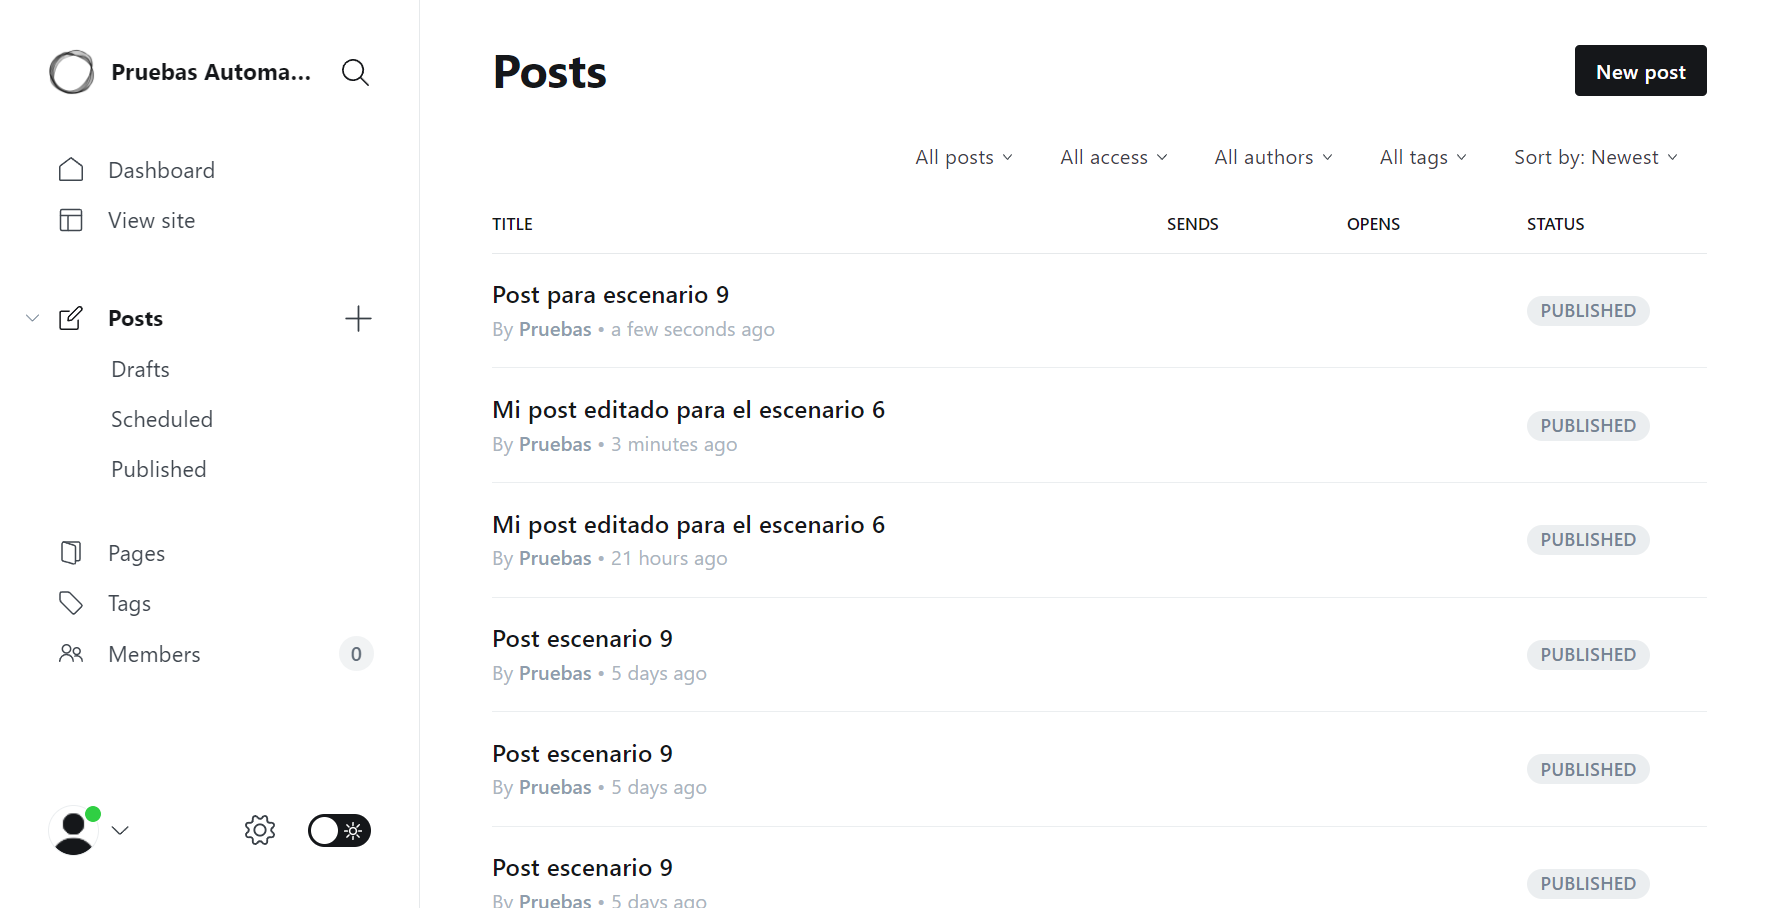 Pruebas Automa...
Dashboard
View site
Posts
Drafts
Scheduled
Published
Pages
Tags
Members 0
Posts
New post
All posts All access All authors All tags Sort by: Newest
TITLE SENDS OPENS STATUS
Post para escenario 9
By Pruebas • a few seconds ago
PUBLISHED
Mi post editado para el escenario 6
By Pruebas • 3 minutes ago
PUBLISHED
Mi post editado para el escenario 6
By Pruebas • 21 hours ago
PUBLISHED
Post escenario 9
By Pruebas • 5 days ago
PUBLISHED
Post escenario 9
By Pruebas • 5 days ago
PUBLISHED
Post escenario 9
By Pruebas • 5 days ago
PUBLISHED